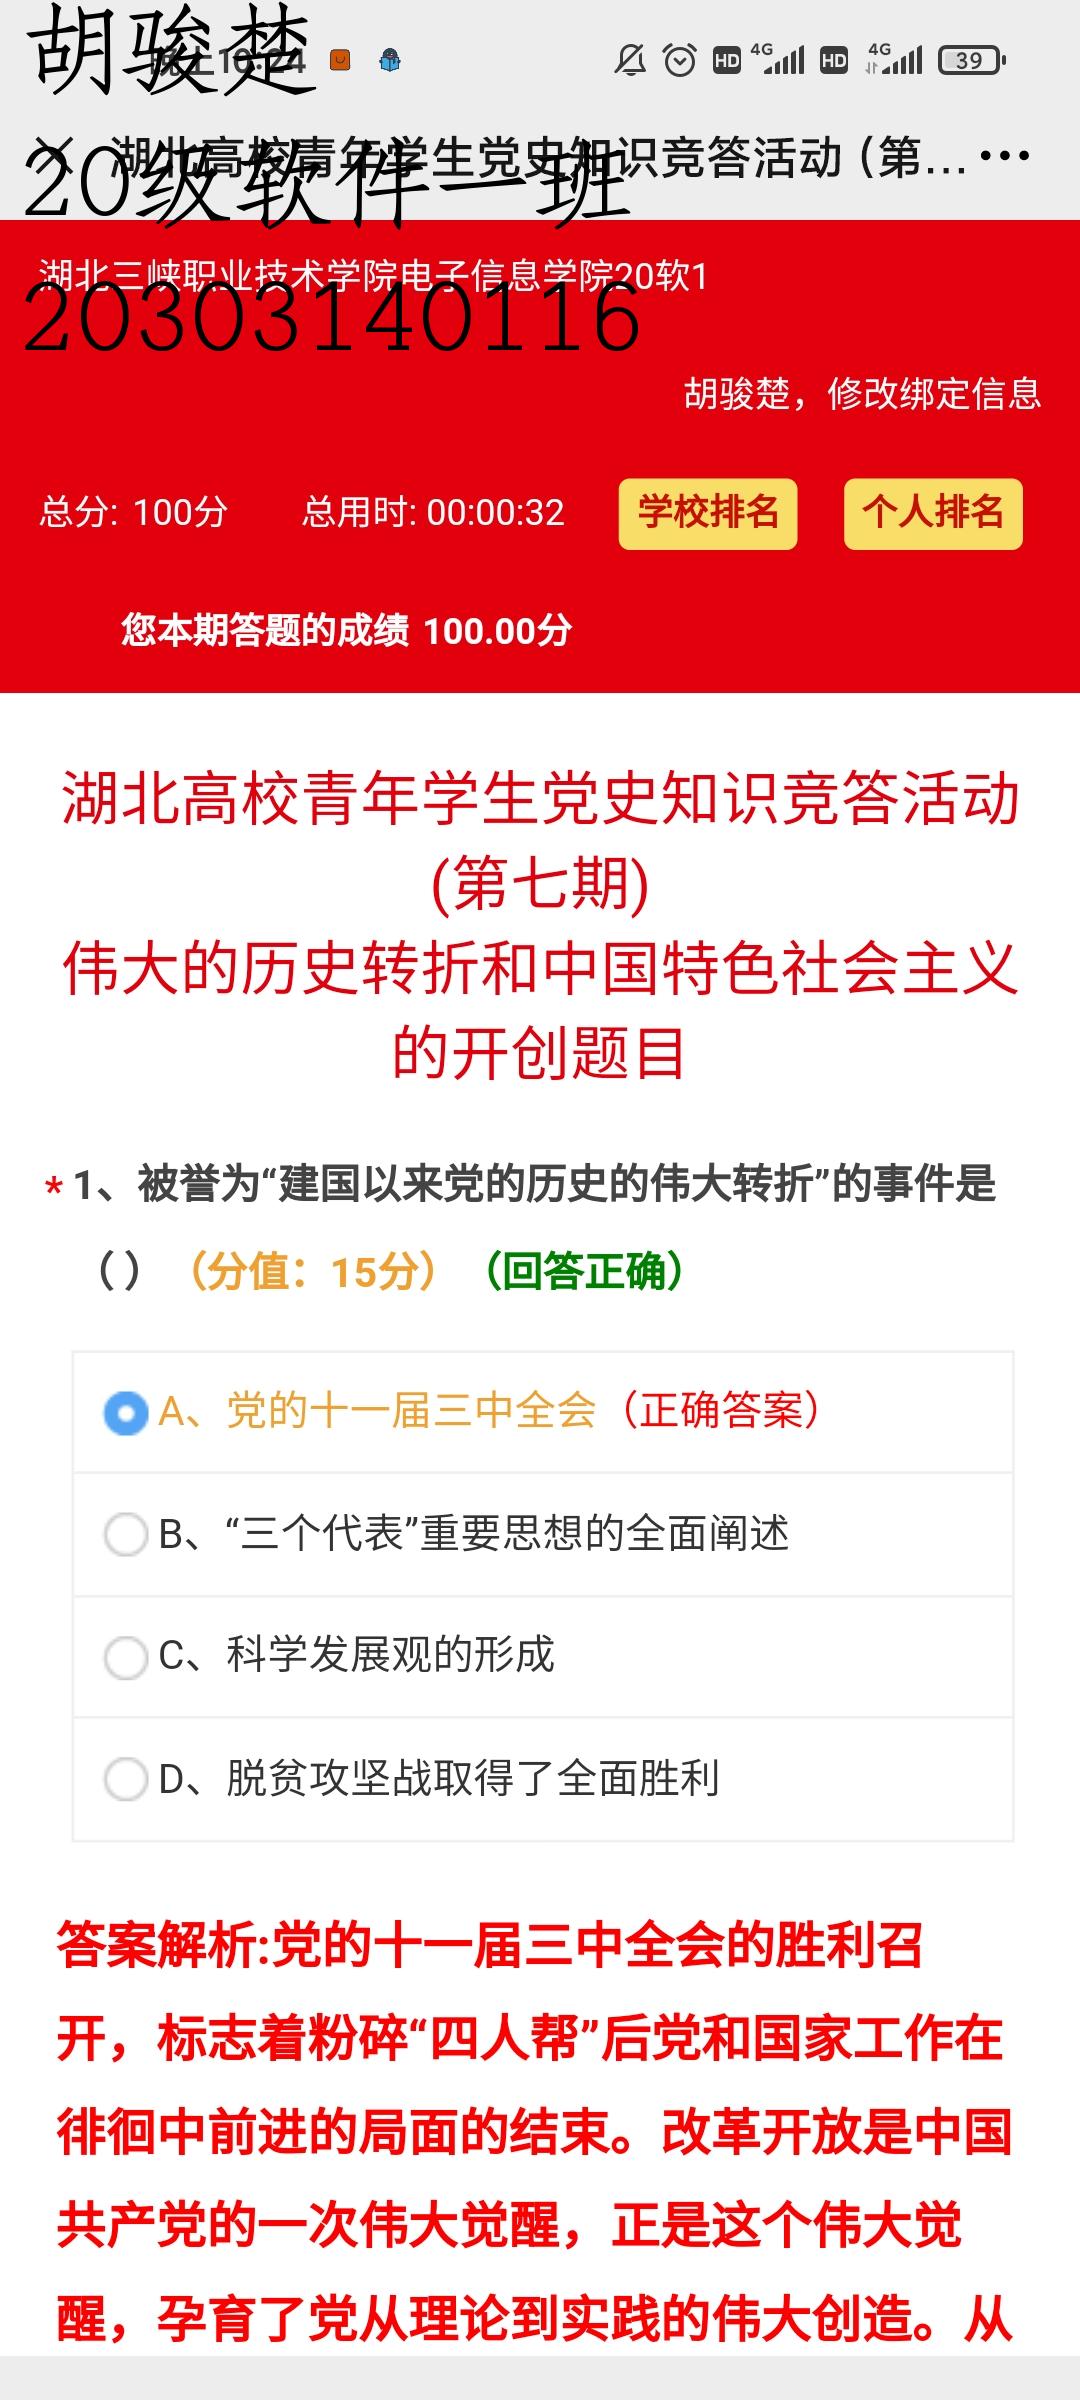 胡骏楚
晚上10:24
4G HD HD 4G 39
20级软件一班
湖北高校青年学生党史知识竞答活动（第...
湖北三峡职业技术学院电子信息学院20软1
20303140116
胡骏楚，修改绑定信息
总分: 100分 总用时: 00:00:32 学校排名 个人排名
您本期答题的成绩 100.00分
湖北高校青年学生党史知识竞答活动
(第七期)
伟大的历史转折和中国特色社会主义
的开创题目
* 1、被誉为“建国以来党的历史的伟大转折”的事件是
（ ）（分值：15分）（回答正确）
A、党的十一届三中全会（正确答案）
B、“三个代表”重要思想的全面阐述
C、科学发展观的形成
D、脱贫攻坚战取得了全面胜利
答案解析:党的十一届三中全会的胜利召
开，标志着粉碎“四人帮”后党和国家工作在
徘徊中前进的局面的结束。改革开放是中国
共产党的一次伟大觉醒，正是这个伟大觉
醒，孕育了党从理论到实践的伟大创造。从